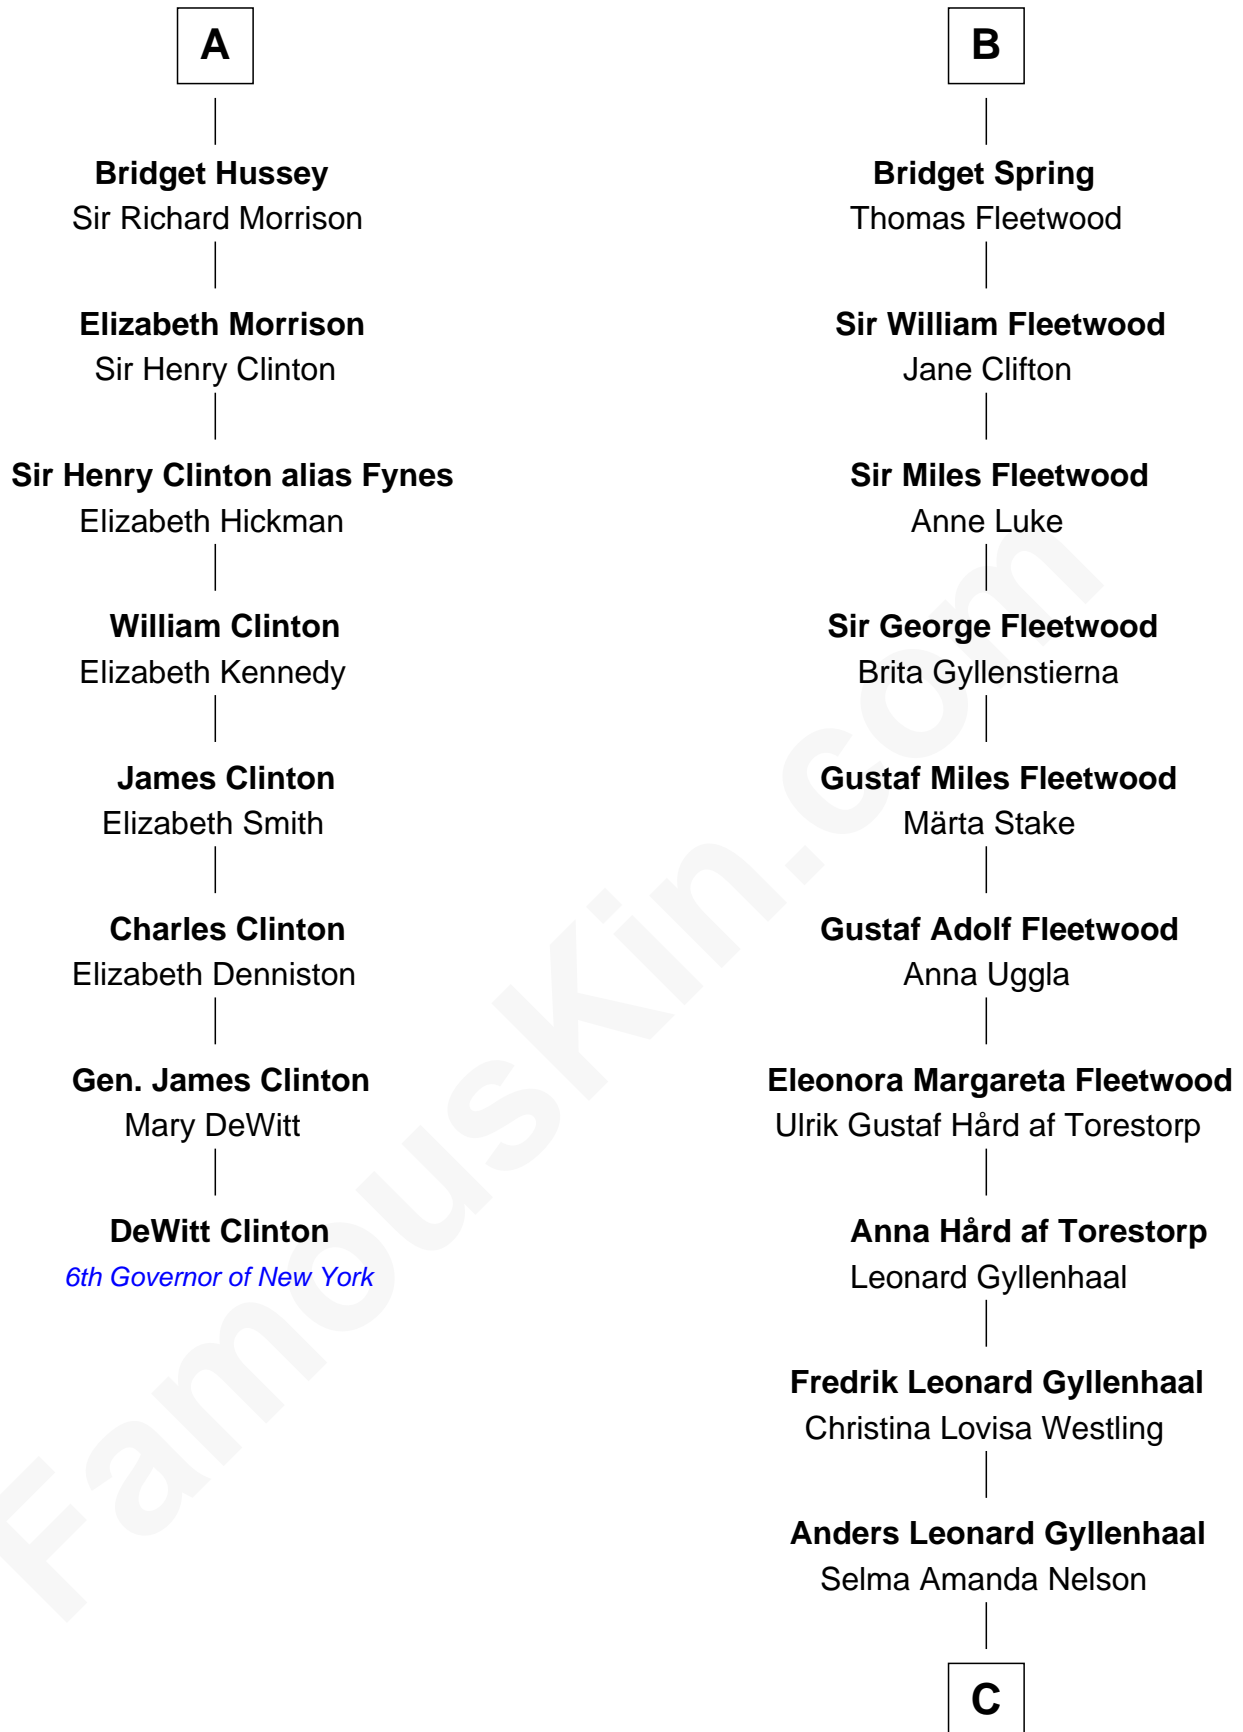 A
Bridget Hussey
Sir Richard Morrison
Elizabeth Morrison
Sir Henry Clinton
Sir Henry Clinton alias Fynes
Elizabeth Hickman
William Clinton
Elizabeth Kennedy
James Clinton
Elizabeth Smith
Charles Clinton
Elizabeth Denniston
Gen. James Clinton
Mary DeWitt
DeWitt Clinton
6th Governor of New York
B
Bridget Spring
Thomas Fleetwood
Sir William Fleetwood
Jane Clifton
Sir Miles Fleetwood
Anne Luke
Sir George Fleetwood
Brita Gyllenstierna
Gustaf Miles Fleetwood
Märta Stake
Gustaf Adolf Fleetwood
Anna Uggla
Eleonora Margareta Fleetwood
Ulrik Gustaf Hård af Torestorp
Anna Hård af Torestorp
Leonard Gyllenhaal
Fredrik Leonard Gyllenhaal
Christina Lovisa Westling
Anders Leonard Gyllenhaal
Selma Amanda Nelson
C
FamousKin.com